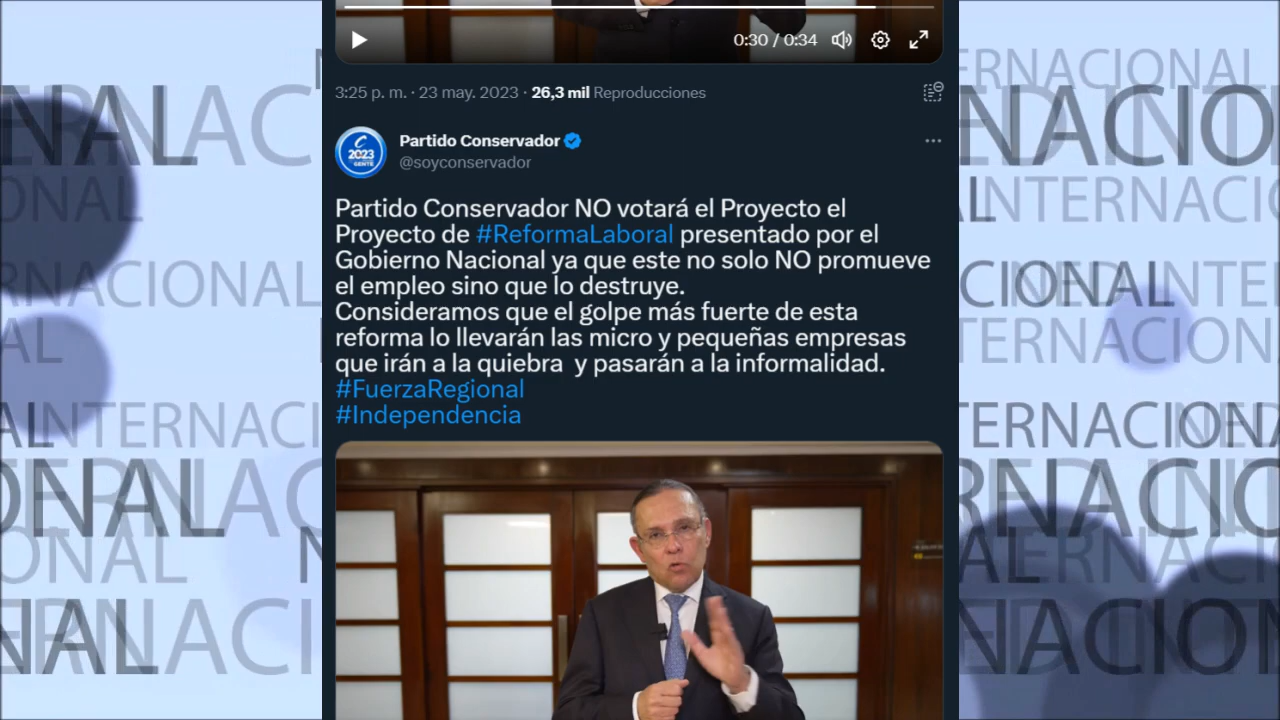 0:30 / 0:34
3:25 p. m. · 23 may. 2023 · 26,3 mil Reproducciones
Partido Conservador
@soyconservador
2023
GENTE
Partido Conservador NO votará el Proyecto el
Proyecto de #ReformaLaboral presentado por el
Gobierno Nacional ya que este no solo NO promueve
el empleo sino que lo destruye.
Consideramos que el golpe más fuerte de esta
reforma lo llevarán las micro y pequeñas empresas
que irán a la quiebra  y pasarán a la informalidad.
#FuerzaRegional
#Independencia